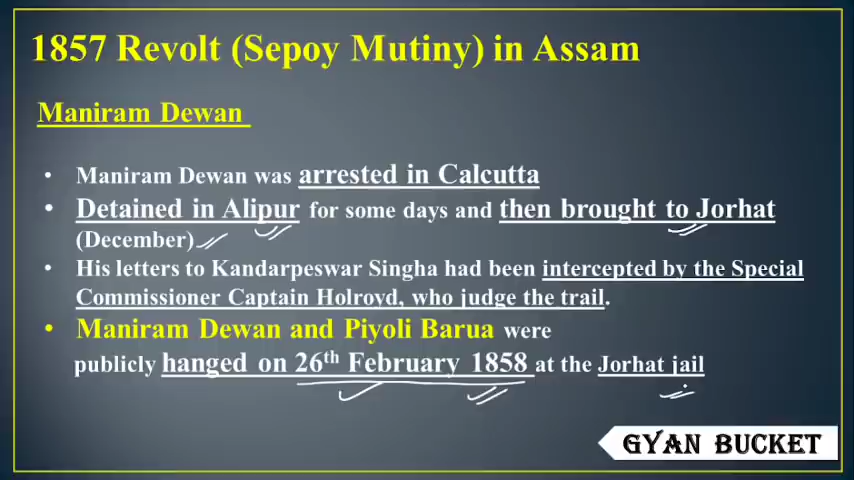 1857 Revolt (Sepoy Mutiny) in Assam
Maniram Dewan
• Maniram Dewan was arrested in Calcutta
• Detained in Alipur for some days and then brought to Jorhat
(December)
• His letters to Kandarpeswar Singha had been intercepted by the Special
Commissioner Captain Holroyd, who judge the trail.
• Maniram Dewan and Piyoli Barua were
publicly hanged on 26th February 1858 at the Jorhat jail
GYAN BUCKET